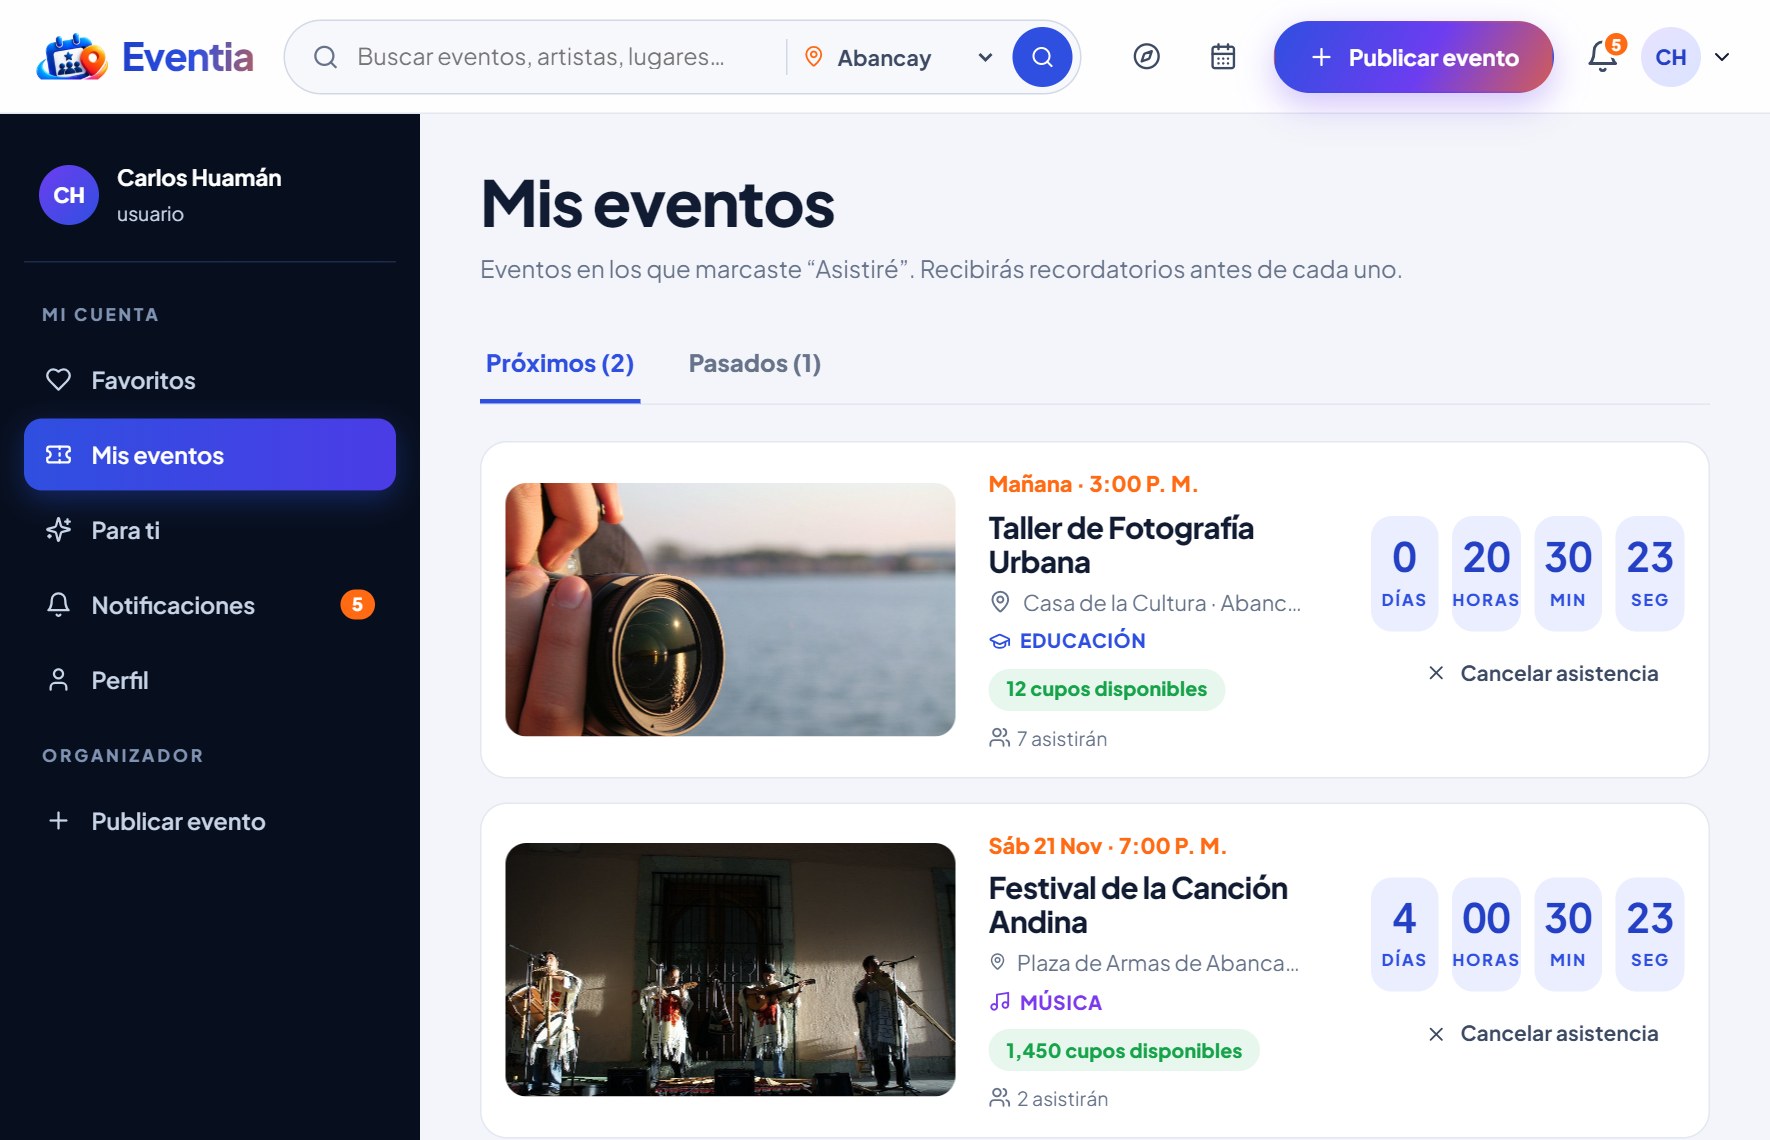 Eventia
Buscar eventos, artistas, lugares...
Abancay
Publicar evento
5
CH
CH
Carlos Huamán
usuario
MI CUENTA
Favoritos
Mis eventos
Para ti
Notificaciones
5
Perfil
ORGANIZADOR
Publicar evento
Mis eventos
Eventos en los que marcaste “Asistiré”. Recibirás recordatorios antes de cada uno.
Próximos (2)
Pasados (1)
Mañana · 3:00 P. M.
Taller de Fotografía
Urbana
Casa de la Cultura · Abanc...
EDUCACIÓN
12 cupos disponibles
7 asistirán
0 20 30 23
DÍAS HORAS MIN SEG
Cancelar asistencia
Sáb 21 Nov · 7:00 P. M.
Festival de la Canción
Andina
Plaza de Armas de Abanca...
MÚSICA
1,450 cupos disponibles
2 asistirán
4 00 30 23
DÍAS HORAS MIN SEG
Cancelar asistencia